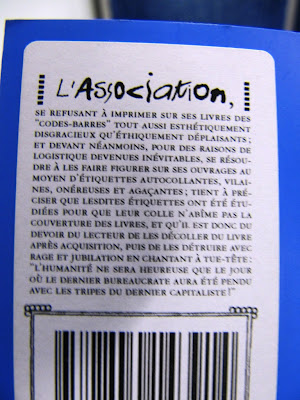 L'ASSOCIATION,
SE REFUSANT À IMPRIMER SUR SES LIVRES DES
"CODES-BARRES" TOUT AUSSI ESTHÉTIQUEMENT
DISGRACIEUX QU'ÉTHIQUEMENT DÉPLAISANTS ;
ET DEVANT NÉANMOINS, POUR DES RAISONS DE
LOGISTIQUE DEVENUES INÉVITABLES, SE RÉSOU-
DRE À LES FAIRE FIGURER SUR SES OUVRAGES AU
MOYEN D'ÉTIQUETTES AUTOCOLLANTES, VILAI-
NES, ONÉREUSES ET AGAÇANTES ; TIENT À PRÉ-
CISER QUE LESDITES ÉTIQUETTES ONT ÉTÉ ÉTU-
DIÉES POUR QUE LEUR COLLE N'ABÎME PAS LA
COUVERTURE DES LIVRES, ET QU'IL EST DONC DU
DEVOIR DU LECTEUR DE LES DÉCOLLER DU LIVRE
APRÈS ACQUISITION, PUIS DE LES DÉTRUIRE AVEC
RAGE ET JUBILATION EN CHANTANT À TUE-TÊTE :
"L'HUMANITÉ NE SERA HEUREUSE QUE LE JOUR
OÙ LE DERNIER BUREAUCRATE AURA ÉTÉ PENDU
AVEC LES TRIPES DU DERNIER CAPITALISTE !"